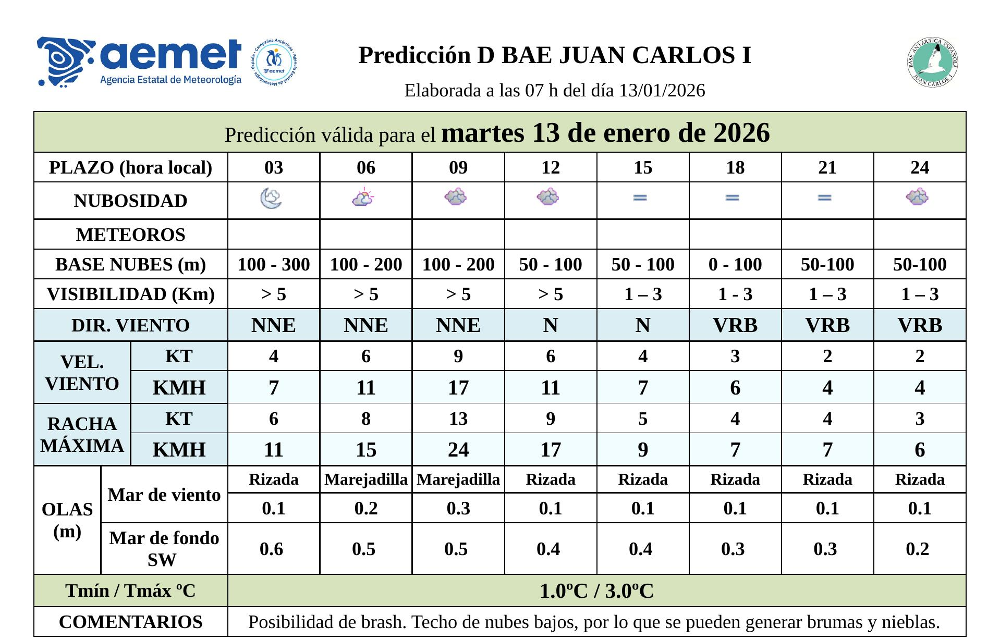 aemet
Agencia Estatal de Meteorología
Campañas Antárticas · Agencia Estatal de Meteorología · España ·
aemet
Predicción D BAE JUAN CARLOS I
Elaborada a las 07 h del día 13/01/2026
BASE ANTÁRTICA ESPAÑOLA
JUAN CARLOS I
Predicción válida para el martes 13 de enero de 2026
PLAZO (hora local) 03 06 09 12 15 18 21 24
NUBOSIDAD
METEOROS
BASE NUBES (m) 100 - 300 100 - 200 100 - 200 50 - 100 50 - 100 0 - 100 50-100 50-100
VISIBILIDAD (Km) > 5 > 5 > 5 > 5 1 – 3 1 - 3 1 – 3 1 – 3
DIR. VIENTO NNE NNE NNE N N VRB VRB VRB
VEL. VIENTO
KT 4 6 9 6 4 3 2 2
KMH 7 11 17 11 7 6 4 4
RACHA MÁXIMA
KT 6 8 13 9 5 4 4 3
KMH 11 15 24 17 9 7 7 6
OLAS (m)
Mar de viento
Rizada Marejadilla Marejadilla Rizada Rizada Rizada Rizada Rizada
0.1 0.2 0.3 0.1 0.1 0.1 0.1 0.1
Mar de fondo SW
0.6 0.5 0.5 0.4 0.4 0.3 0.3 0.2
Tmín / Tmáx ºC 1.0ºC / 3.0ºC
COMENTARIOS Posibilidad de brash. Techo de nubes bajos, por lo que se pueden generar brumas y nieblas.